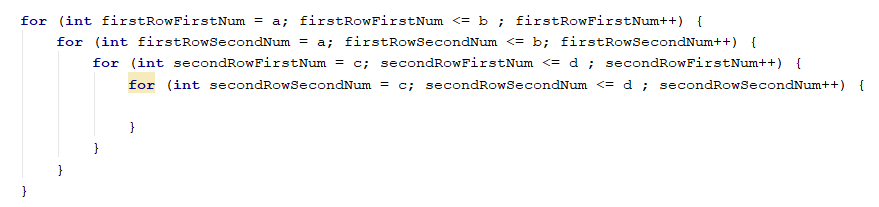 for (int firstRowFirstNum = a; firstRowFirstNum <= b ; firstRowFirstNum++) {
for (int firstRowSecondNum = a; firstRowSecondNum <= b; firstRowSecondNum++) {
for (int secondRowFirstNum = c; secondRowFirstNum <= d ; secondRowFirstNum++) {
for (int secondRowSecondNum = c; secondRowSecondNum <= d ; secondRowSecondNum++) {
}
}
}
}